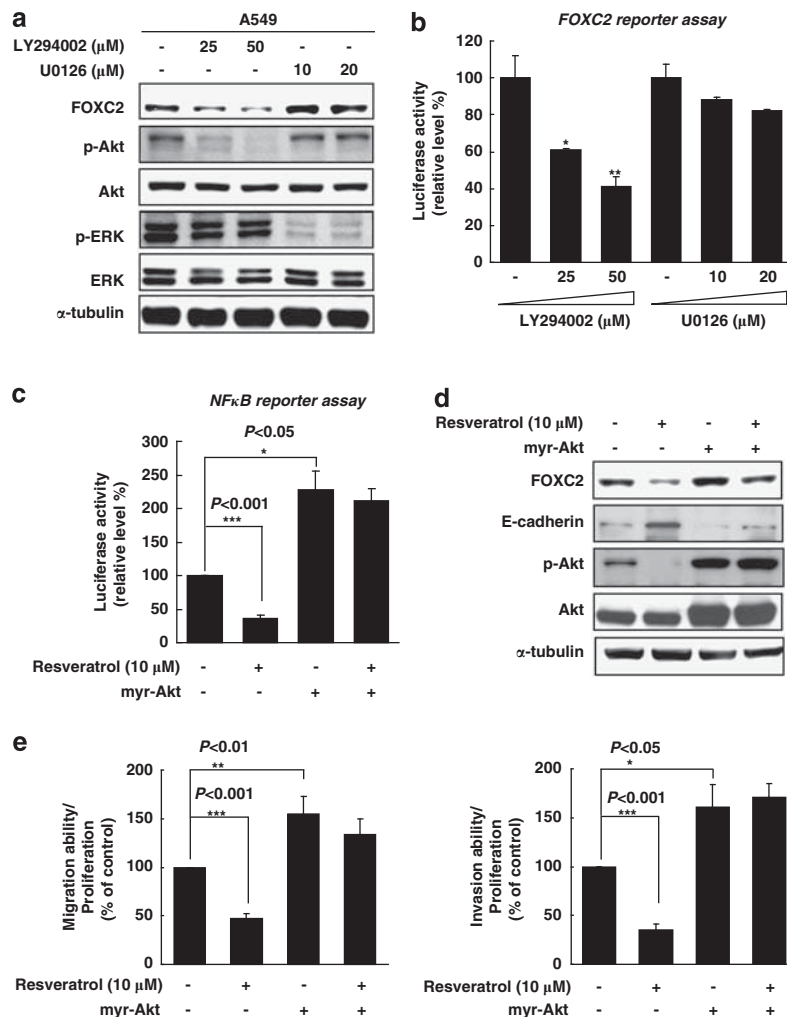 a
A549
LY294002 (μM) - 25 50 - -
U0126 (μM) - - - 10 20
FOXC2
p-Akt
Akt
p-ERK
ERK
α-tubulin
b
FOXC2 reporter assay
Luciferase activity
(relative level %)
120
100
80
60
40
20
0
*
**
- 25 50 - 10 20
LY294002 (μM) U0126 (μM)
c
NFκB reporter assay
Luciferase activity
(relative level %)
300
250
200
150
100
50
0
P<0.05
*
P<0.001
***
Resveratrol (10 μM) - + - +
myr-Akt - - + +
d
Resveratrol (10 μM) - + - +
myr-Akt - - + +
FOXC2
E-cadherin
p-Akt
Akt
α-tubulin
e
Migration ability/
Proliferation
(% of control)
200
150
100
50
0
P<0.01
**
P<0.001
***
Resveratrol (10 μM) - + - +
myr-Akt - - + +
Invasion ability/
Proliferation
(% of control)
200
150
100
50
0
P<0.05
*
P<0.001
***
Resveratrol (10 μM) - + - +
myr-Akt - - + +